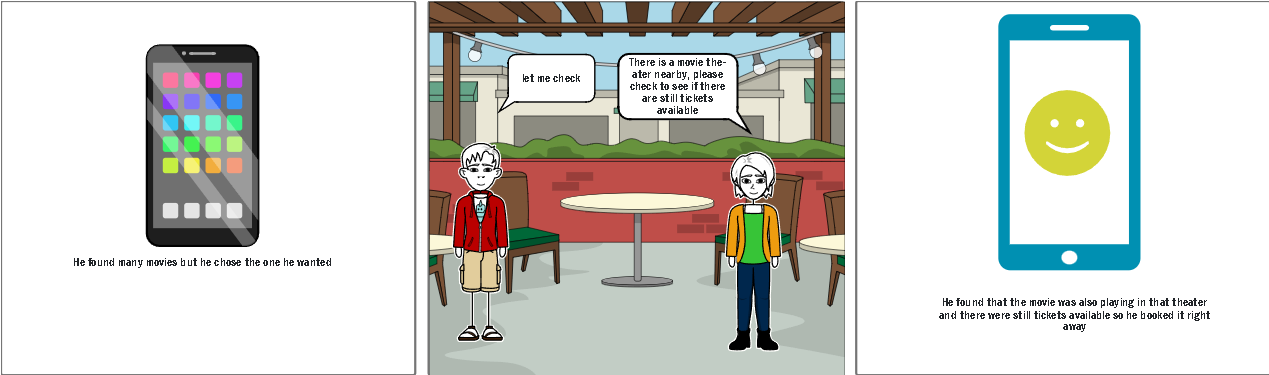 He found many movies but he chose the one he wanted
let me check
There is a movie the-
ater nearby, please
check to see if there
are still tickets
available
He found that the movie was also playing in that theater
and there were still tickets available so he booked it right
away